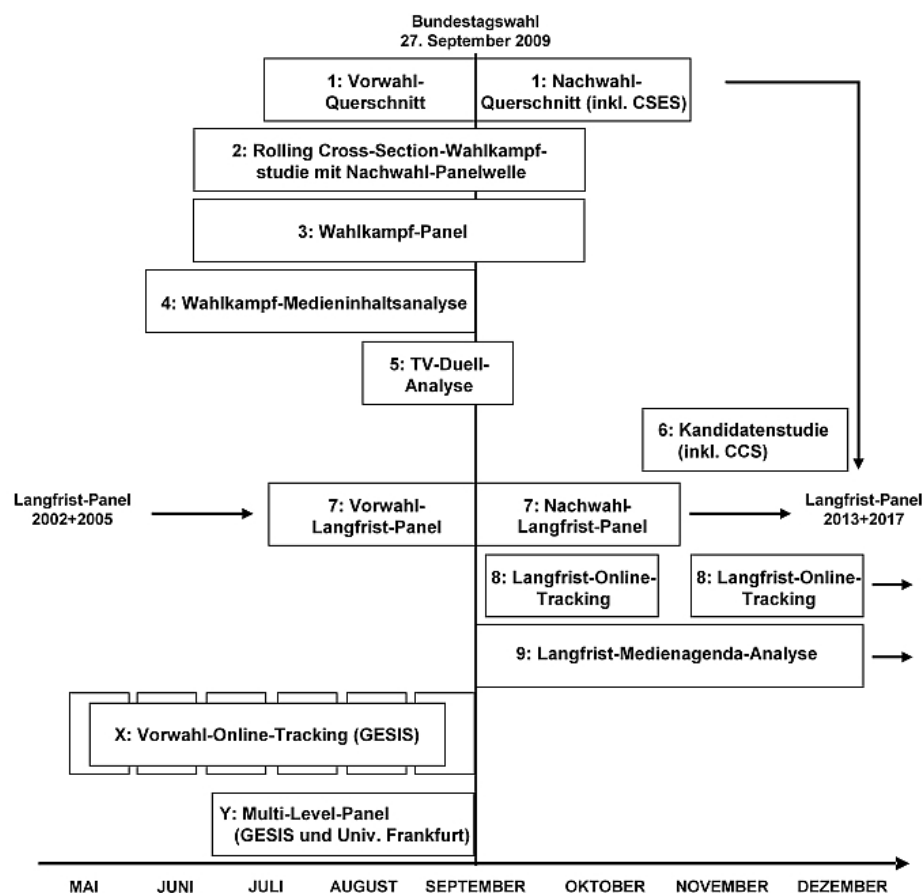 Bundestagswahl
27. September 2009
1: Vorwahl-
Querschnitt
1: Nachwahl-
Querschnitt (inkl. CSES)
2: Rolling Cross-Section-Wahlkampf-
studie mit Nachwahl-Panelwelle
3: Wahlkampf-Panel
4: Wahlkampf-Medieninhaltsanalyse
5: TV-Duell-
Analyse
6: Kandidatenstudie
(inkl. CCS)
Langfrist-Panel
2002+2005
7: Vorwahl-
Langfrist-Panel
7: Nachwahl-
Langfrist-Panel
Langfrist-Panel
2013+2017
8: Langfrist-Online-
Tracking
8: Langfrist-Online-
Tracking
9: Langfrist-Medienagenda-Analyse
X: Vorwahl-Online-Tracking (GESIS)
Y: Multi-Level-Panel
(GESIS und Univ. Frankfurt)
MAI JUNI JULI AUGUST SEPTEMBER OKTOBER NOVEMBER DEZEMBER